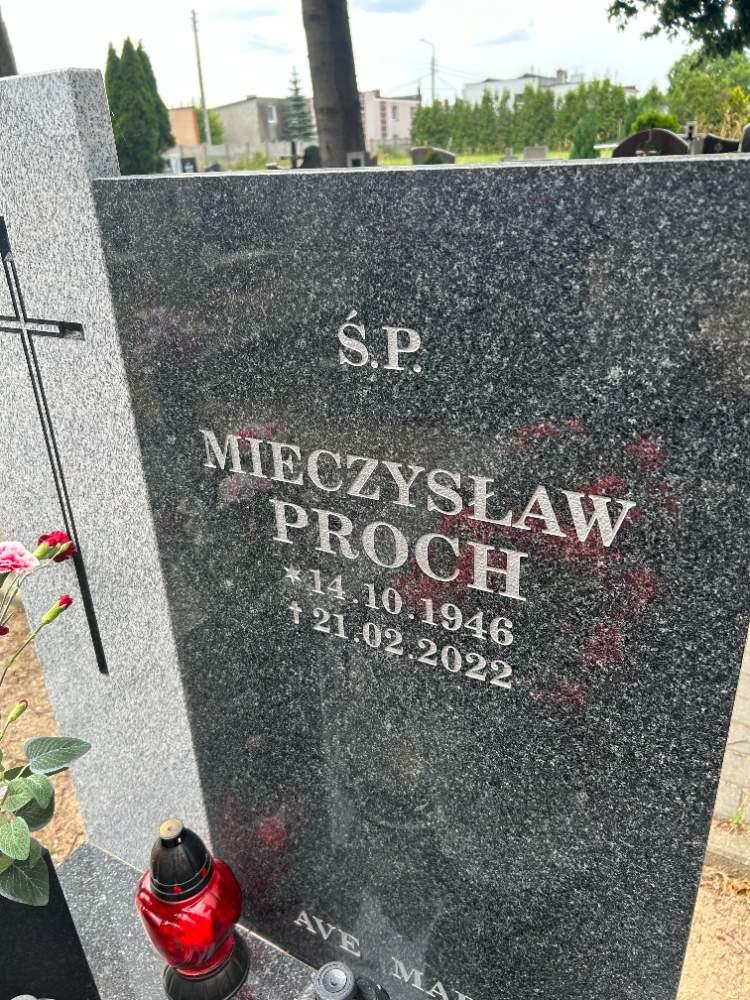 Ś.P.
MIECZYSŁAW
PROCH
* 14.10.1946
† 21.02.2022
AVE